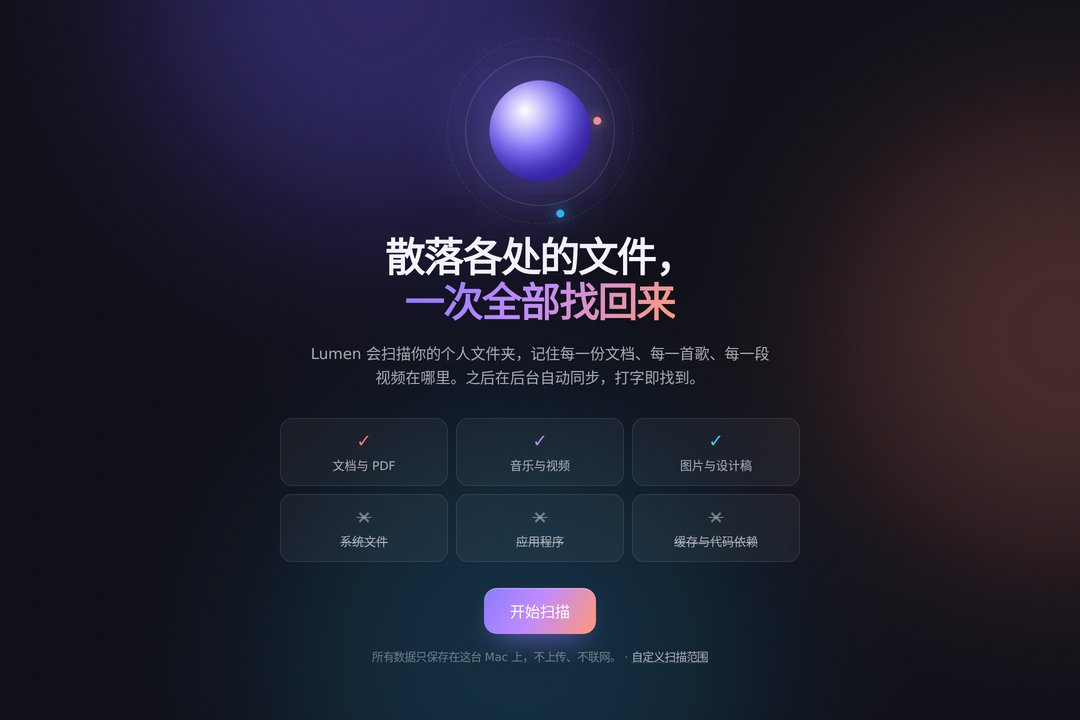 散落各处的文件，
一次全部找回来
Lumen 会扫描你的个人文件夹，记住每一份文档、每一首歌、每一段
视频在哪里。之后在后台自动同步，打字即找到。
✓ ✓ ✓
文档与 PDF 音乐与视频 图片与设计稿
✕ ✕ ✕
系统文件 应用程序 缓存与代码依赖
开始扫描
所有数据只保存在这台 Mac 上，不上传、不联网。 · 自定义扫描范围